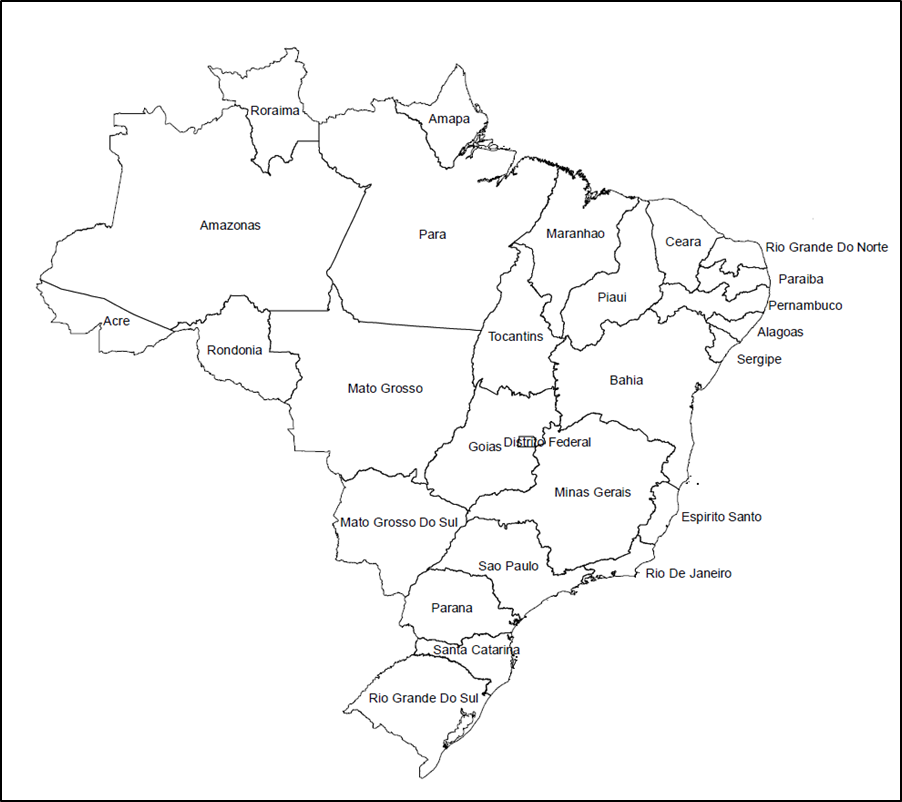 Roraima
Amapa
Amazonas
Para
Maranhao
Ceara
Rio Grande Do Norte
Paraiba
Piaui
Pernambuco
Acre
Alagoas
Tocantins
Rondonia
Sergipe
Mato Grosso
Bahia
Goias
Distrito Federal
Minas Gerais
Espirito Santo
Mato Grosso Do Sul
Sao Paulo
Rio De Janeiro
Parana
Santa Catarina
Rio Grande Do Sul